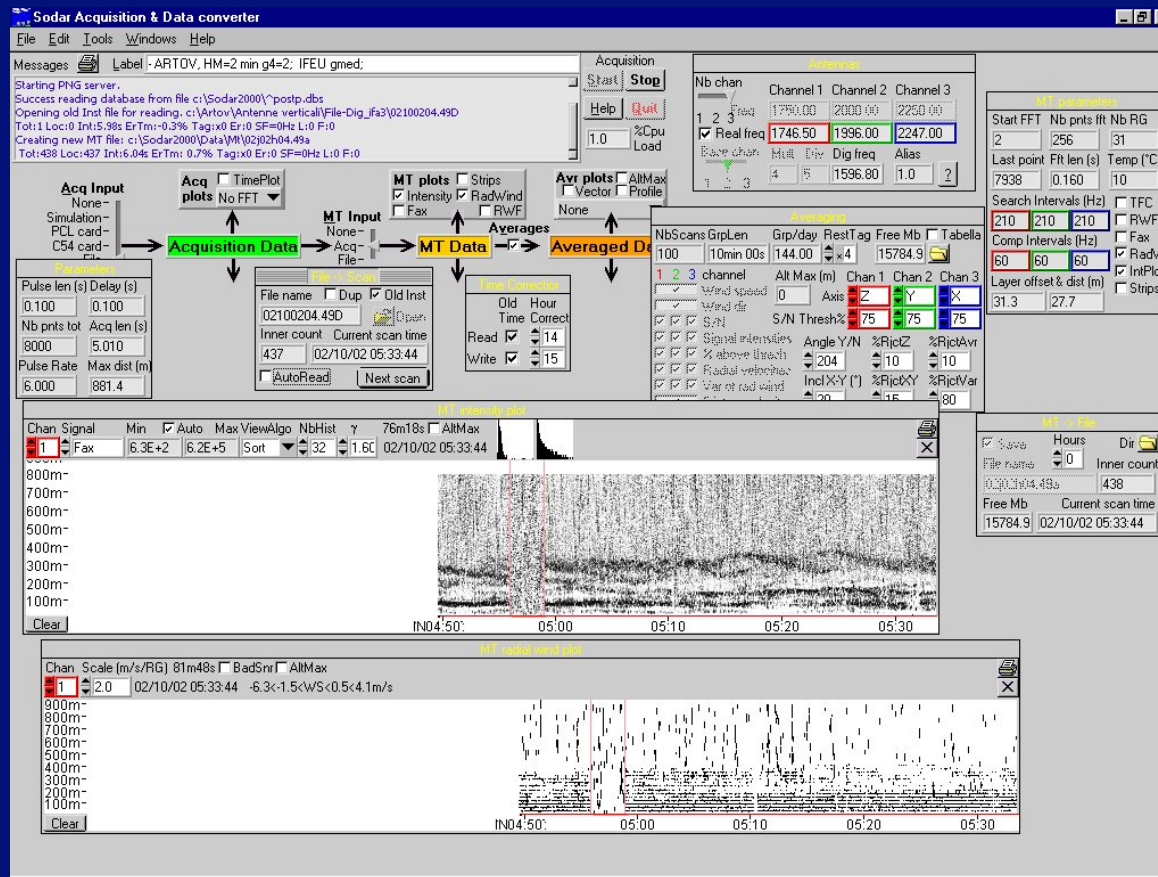 Sodar Acquisition & Data converter
File Edit Tools Windows Help
Messages Label - ARTOV, HM=2 min g4=2; IFEU gmed;
Starting PNG server.
Success reading database from file c:\Sodar2000\^postp.dbs
Opening old Inst file for reading. c:\Artov\Antenne verticali\File-Dig_ifa3\02100204.49D
Tot:1 Loc:0 Int:5.98s ErTm:-0.3% Tag:x0 Er:0 SF=0Hz L:0 F:0
Creating new MT file: c:\Sodar2000\Data\Mt\02j02h04.49a
Tot:438 Loc:437 Int:6.04s ErTm: 0.7% Tag:x0 Er:0 SF=0Hz L:0 F:0
Acquisition
Start Stop
Help Quit
1.0 %Cpu Load
Antennas
Nb chan Channel 1 Channel 2 Channel 3
1 2 3 Freq 1750.00 2000.00 2250.00
Real freq 1746.50 1996.00 2247.00
Base chan Mult Div Dig freq Alias
1 2 3 4 5 1596.80 1.0 ?
MT parameters
Start FFT Nb pnts fft Nb RG
2 256 31
Last point Fft len (s) Temp (°C
7938 0.160 10
Search Intervals (Hz) TFC
210 210 210 RWF
Comp Intervals (Hz) Fax
60 60 60 RadW
Layer offset & dist (m) IntPlo
31.3 27.7 Strips
Acq Input
None
Simulation
PCL card
C54 card
File
Acq plots TimePlot
No FFT
Acquisition Data
MT Input
None
Acq
File
MT plots Strips
Intensity RadWind
Fax RWF
MT Data
Averages
Avr plots AltMax
Vector Profile
None
Averaged Da
Parameters
Pulse len (s) Delay (s)
0.100 0.100
Nb pnts tot Acq len (s)
8000 5.010
Pulse Rate Max dist (m)
6.000 881.4
File -> Scan
File name Dup Old Inst
02100204.49D Open
Inner count Current scan time
437 02/10/02 05:33:44
AutoRead Next scan
Time Correction
Old Time Hour Correct
Read 14
Write 15
Averaging
NbScans GrpLen Grp/day RestTag Free Mb Tabella
100 10min 00s 144.00 x4 15784.9
1 2 3 channel Alt Max (m) Chan 1 Chan 2 Chan 3
Wind speed 0 Axis Z Y X
Wind dir
S/N S/N Thresh% 75 75 75
Signal intensities Angle Y/N %RjctZ %RjctAvr
% above thrsch 204 10 10
Radial velocities Incl X-Y (°) %RjctXY %RjctVar
Var of rad wind 20 15 80
MT intensity plot
Chan Signal Min Auto Max ViewAlgo NbHist γ 76m18s AltMax
1 Fax 6.3E+2 6.2E+5 Sort 32 1.60 02/10/02 05:33:44
800m
700m
600m
500m
400m
300m
200m
100m
Clear
IN04:50: 05:00 05:10 05:20 05:30
MT -> File
Save Hours Dir
File name 0 Inner count
02j02h04.49a 438
Free Mb Current scan time
15784.9 02/10/02 05:33:44
MT radial wind plot
Chan Scale (m/s/RG) 81m48s BadSnr AltMax
1 2.0 02/10/02 05:33:44 -6.3<-1.5<WS<0.5<4.1m/s
900m
800m
700m
600m
500m
400m
300m
200m
100m
Clear
IN04:50: 05:00 05:10 05:20 05:30